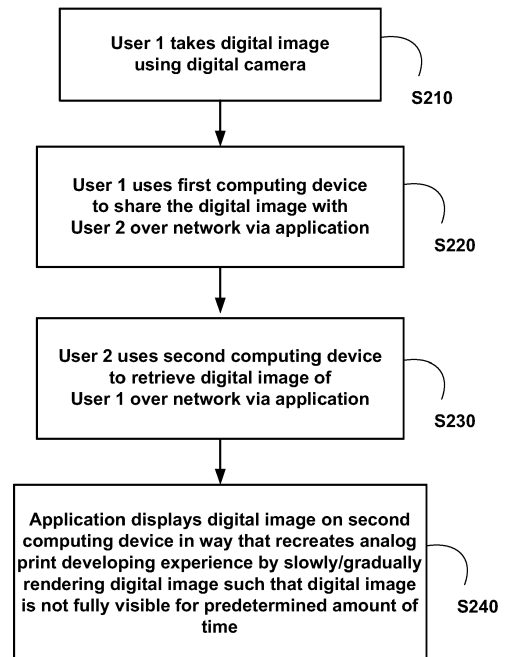 User 1 takes digital image
using digital camera
S210
User 1 uses first computing device
to share the digital image with
User 2 over network via application
S220
User 2 uses second computing device
to retrieve digital image of
User 1 over network via application
S230
Application displays digital image on second
computing device in way that recreates analog
print developing experience by slowly/gradually
rendering digital image such that digital image
is not fully visible for predetermined amount of
time
S240